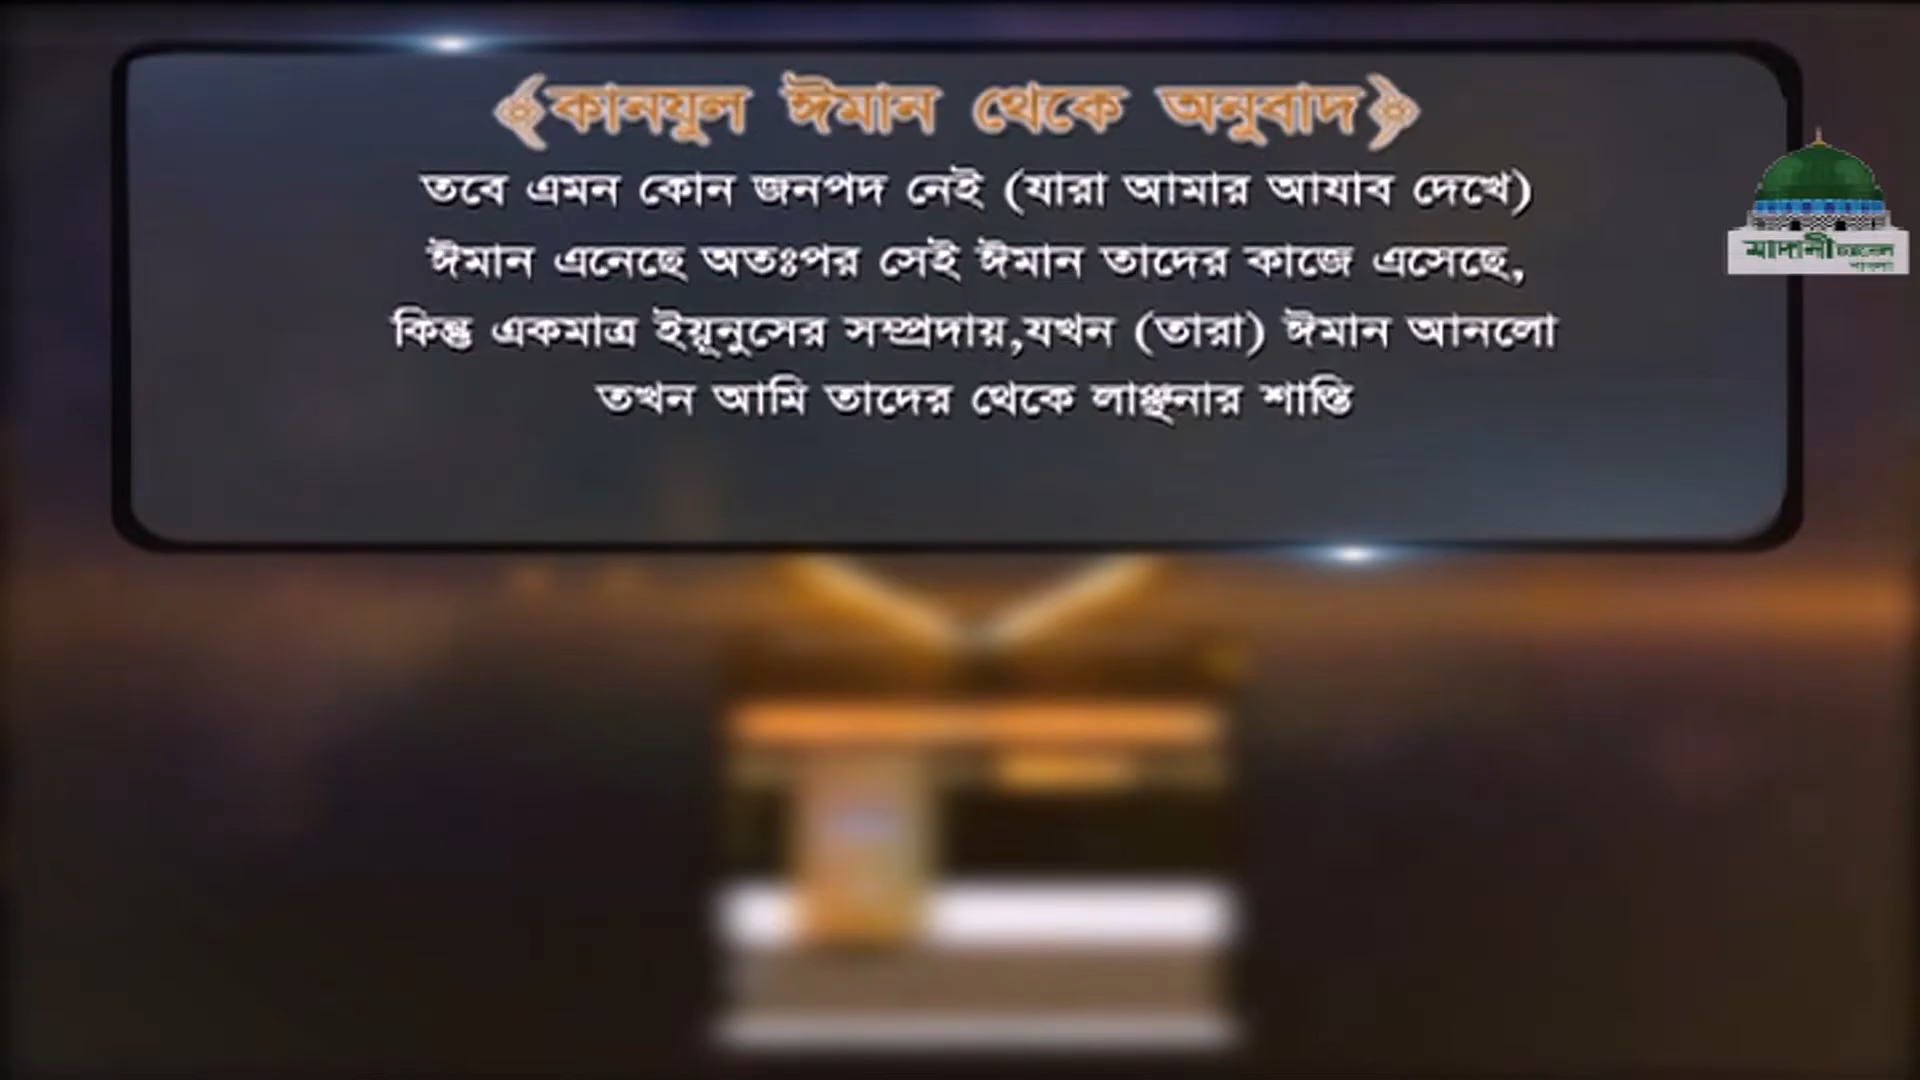 কানযুল ঈমান থেকে অনুবাদ
তবে এমন কোন জনপদ নেই (যারা আমার আযাব দেখে)
ঈমান এনেছে অতঃপর সেই ঈমান তাদের কাজে এসেছে,
কিন্তু একমাত্র ইয়ূনুসের সম্প্রদায়,যখন (তারা) ঈমান আনলো
তখন আমি তাদের থেকে লাঞ্ছনার শাস্তি
মাদানী চ্যানেল
বাংলা